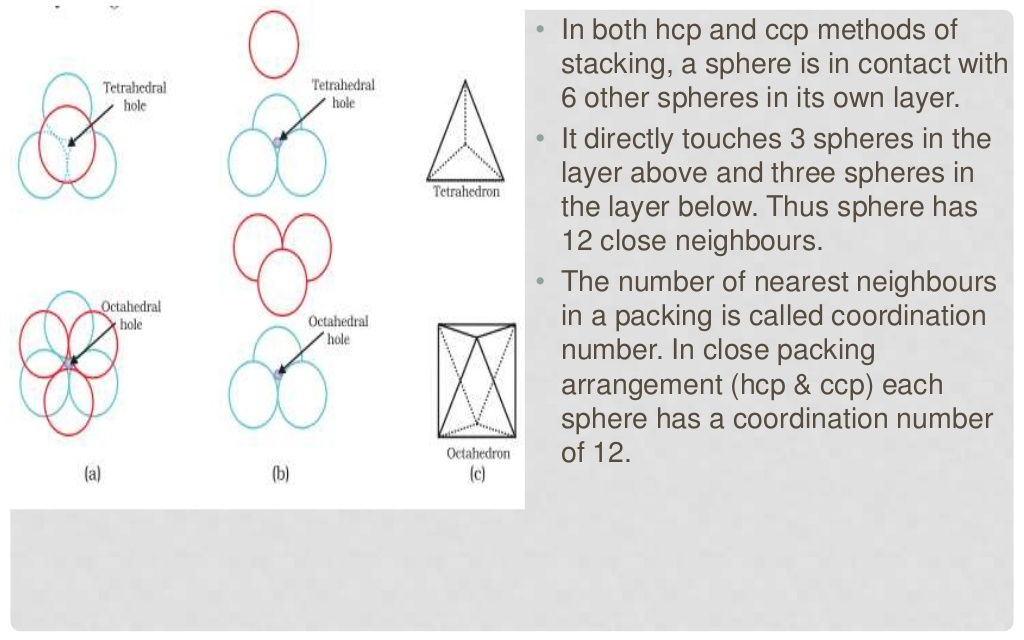 Tetrahedral
hole
Tetrahedral
hole
Tetrahedron
Octahedral
hole
Octahedral
hole
Octahedron
(a)
(b)
(c)
• In both hcp and ccp methods of
stacking, a sphere is in contact with
6 other spheres in its own layer.
• It directly touches 3 spheres in the
layer above and three spheres in
the layer below. Thus sphere has
12 close neighbours.
• The number of nearest neighbours
in a packing is called coordination
number. In close packing
arrangement (hcp & ccp) each
sphere has a coordination number
of 12.